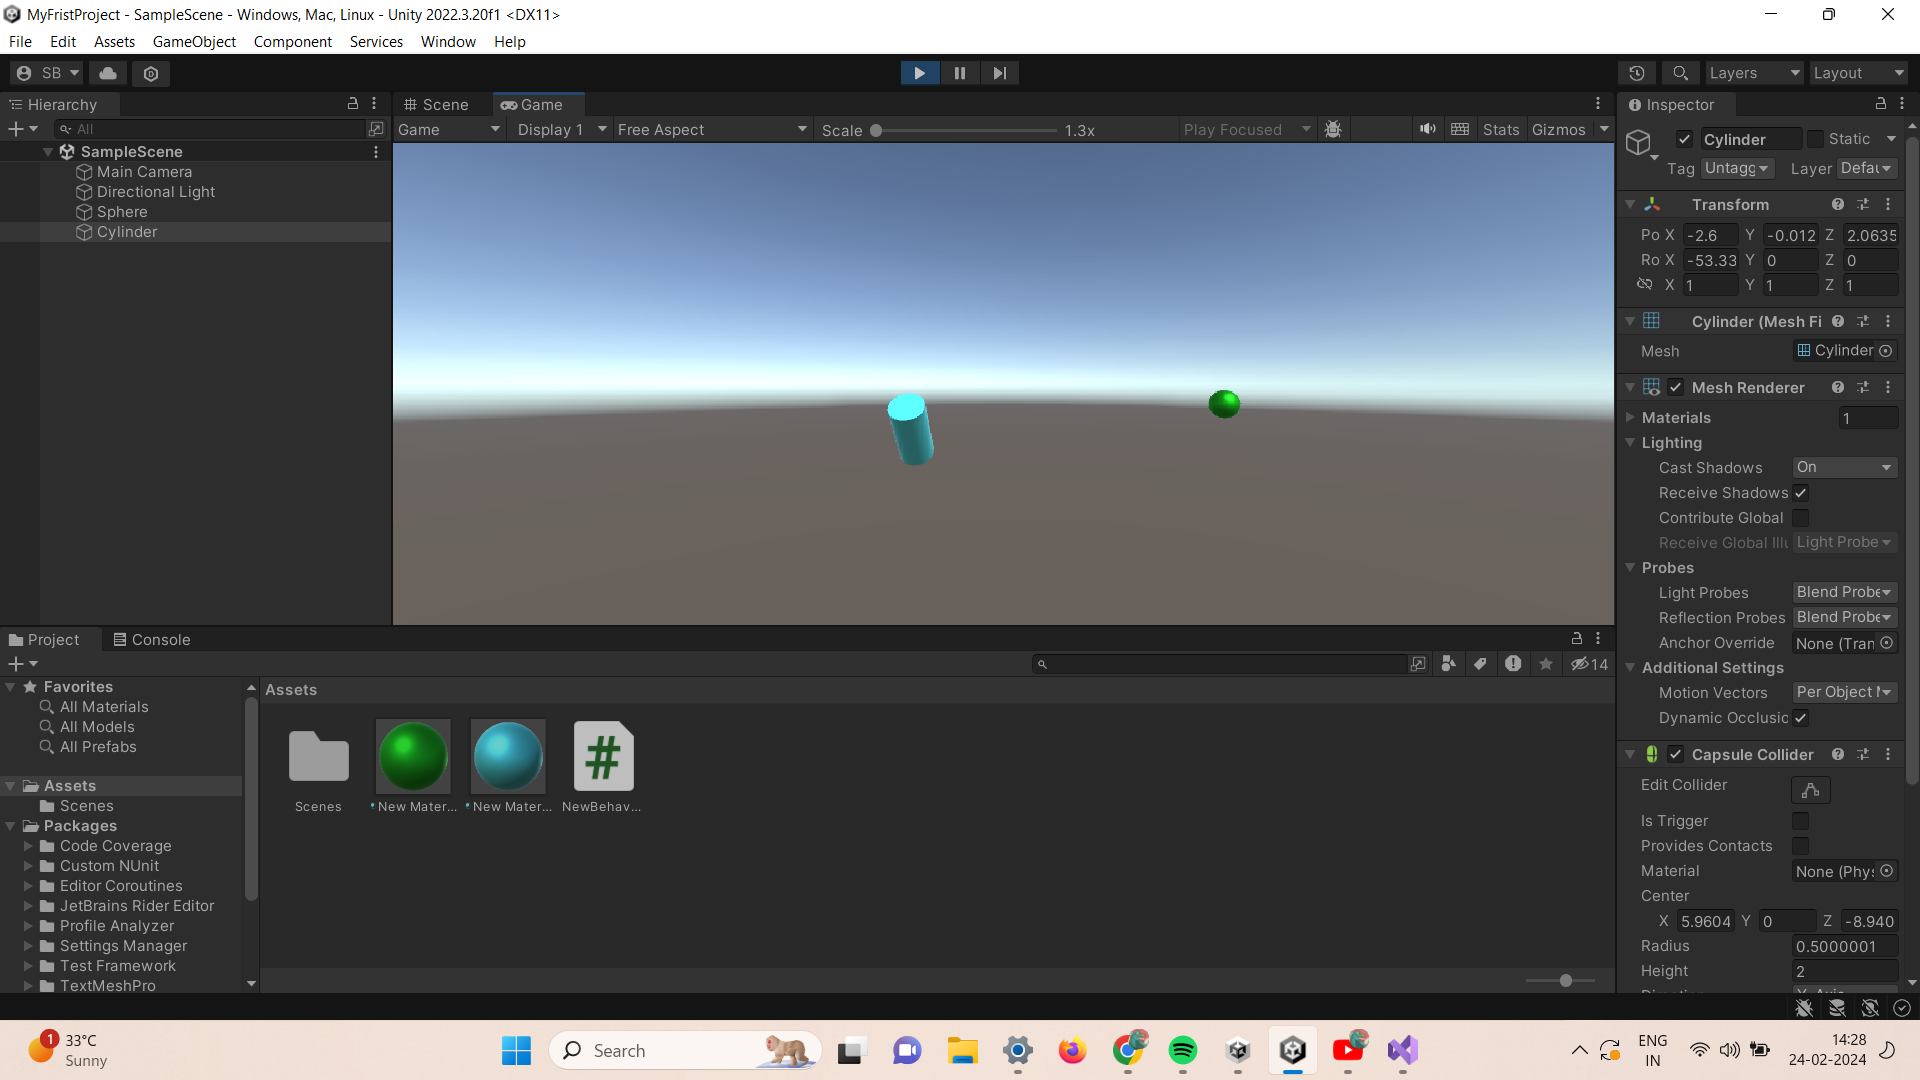 MyFristProject - SampleScene - Windows, Mac, Linux - Unity 2022.3.20f1 <DX11>
File Edit Assets GameObject Component Services Window Help
SB
Layers Layout
Hierarchy
All
SampleScene
Main Camera
Directional Light
Sphere
Cylinder
Scene Game
Game Display 1 Free Aspect Scale 1.3x Play Focused Stats Gizmos
Inspector
Cylinder Static
Tag Untagg Layer Defau
Transform
Po X -2.6 Y -0.012 Z 2.0635
Ro X -53.33 Y 0 Z 0
X 1 Y 1 Z 1
Cylinder (Mesh Fi
Mesh Cylinder
Mesh Renderer
Materials 1
Lighting
Cast Shadows On
Receive Shadows
Contribute Global
Receive Global Illu Light Probe
Probes
Light Probes Blend Probe
Reflection Probes Blend Probe
Anchor Override None (Tran
Additional Settings
Motion Vectors Per Object M
Dynamic Occlusio
Capsule Collider
Edit Collider
Is Trigger
Provides Contacts
Material None (Phys
Center
X 5.9604 Y 0 Z -8.940
Radius 0.5000001
Height 2
Project Console
14
Favorites
All Materials
All Models
All Prefabs
Assets
Scenes
Packages
Code Coverage
Custom NUnit
Editor Coroutines
JetBrains Rider Editor
Profile Analyzer
Settings Manager
Test Framework
TextMeshPro
Assets
Scenes New Mater... New Mater... NewBehav...
1
33°C
Sunny
Search
ENG
IN
14:28
24-02-2024